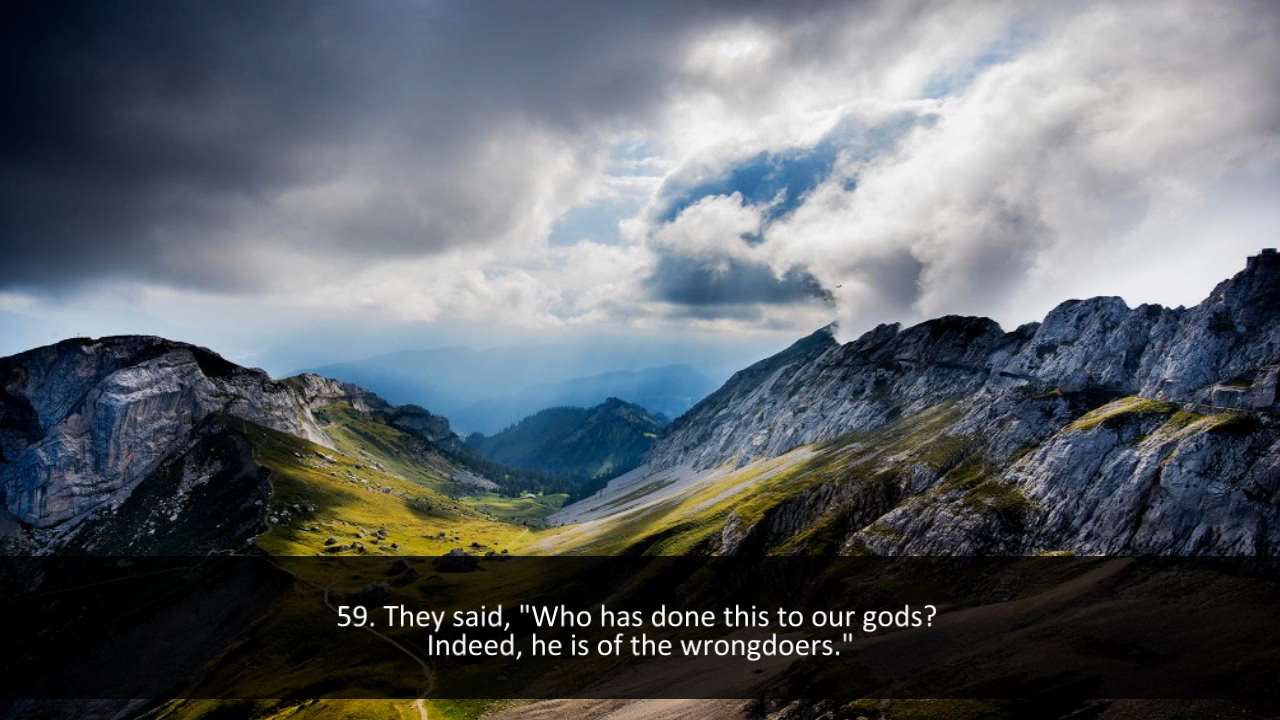 59. They said, "Who has done this to our gods?
Indeed, he is of the wrongdoers."